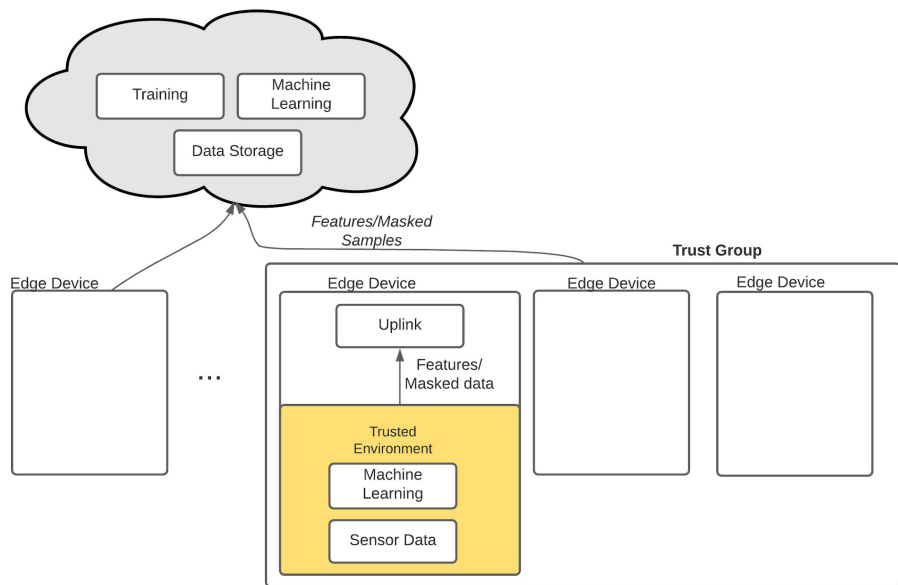 Training
Machine
Learning
Data Storage
Features/Masked
Samples
Trust Group
Edge Device
Edge Device
Edge Device
Edge Device
Uplink
...
Features/
Masked data
Trusted
Environment
Machine
Learning
Sensor Data